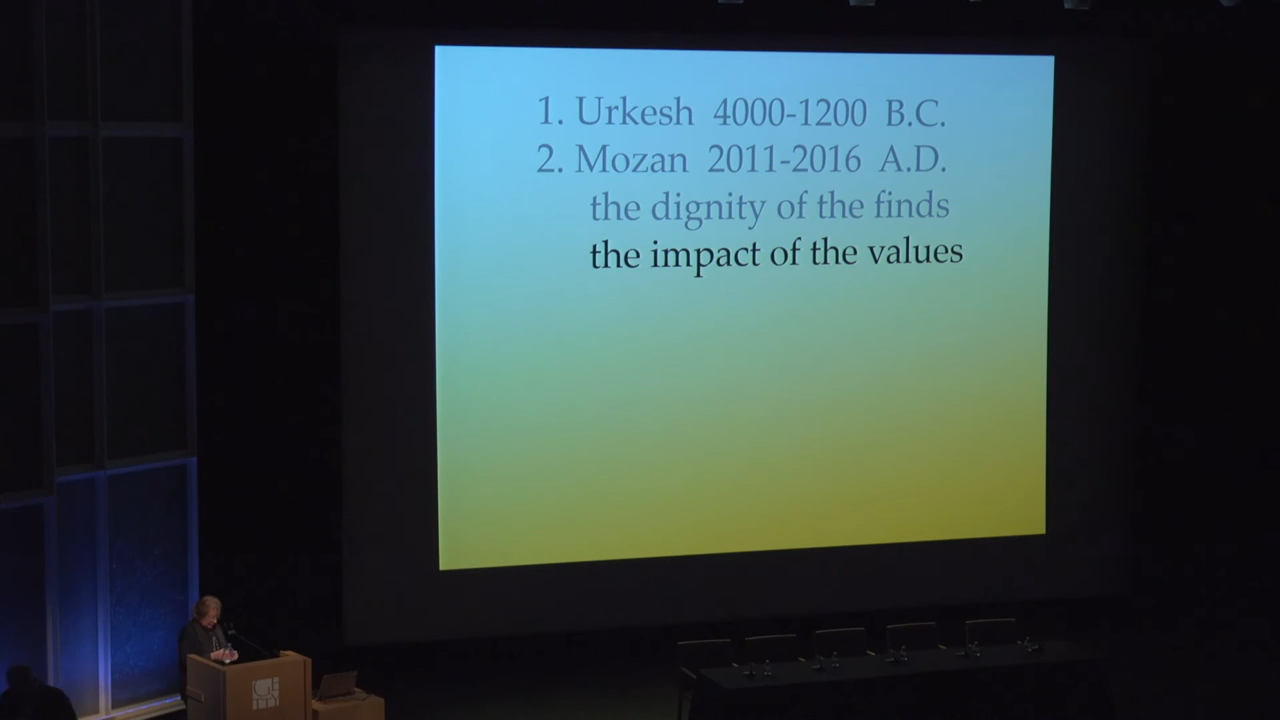 1. Urkesh 4000-1200 B.C.
2. Mozan 2011-2016 A.D.
the dignity of the finds
the impact of the values